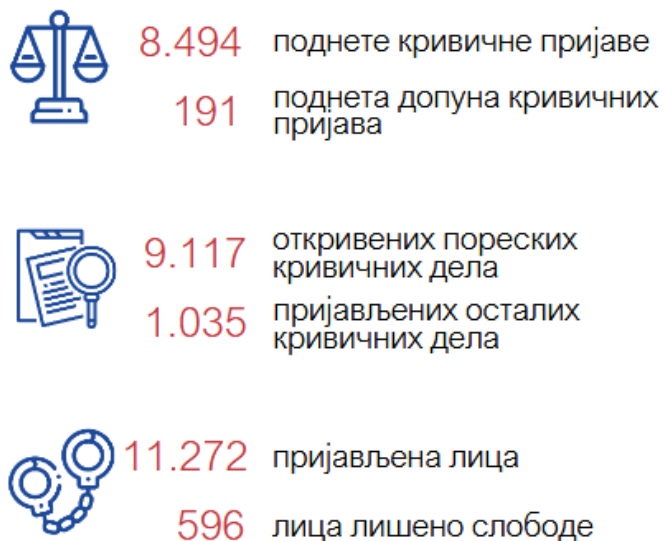 8.494 поднете кривичне пријаве
191 поднета допуна кривичних
пријава
9.117 откривених пореских
кривичних дела
1.035 пријављених осталих
кривичних дела
11.272 пријављена лица
596 лица лишено слободе